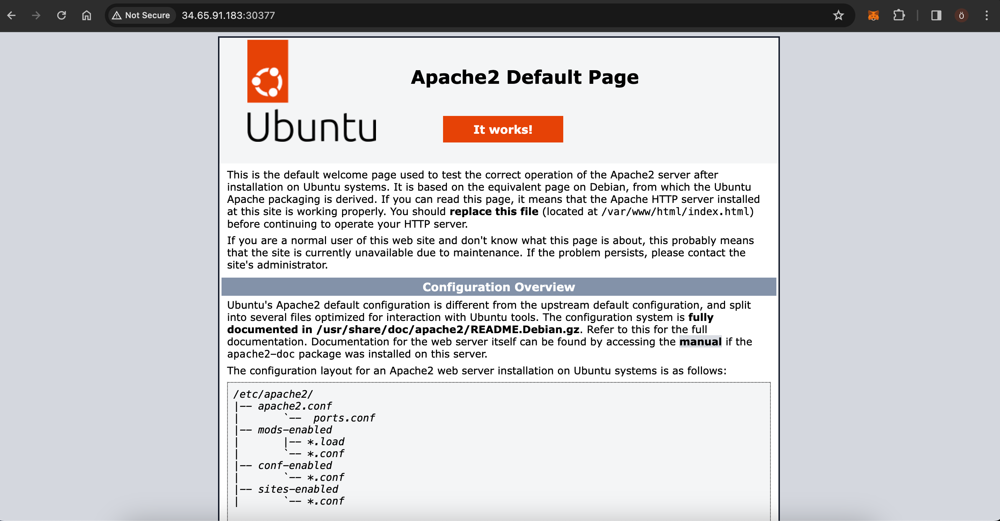 Not Secure 34.65.91.183:30377 ö
Apache2 Default Page
Ubuntu
It works!
This is the default welcome page used to test the correct operation of the Apache2 server after
installation on Ubuntu systems. It is based on the equivalent page on Debian, from which the Ubuntu
Apache packaging is derived. If you can read this page, it means that the Apache HTTP server installed
at this site is working properly. You should replace this file (located at /var/www/html/index.html)
before continuing to operate your HTTP server.
If you are a normal user of this web site and don't know what this page is about, this probably means
that the site is currently unavailable due to maintenance. If the problem persists, please contact the
site's administrator.
Configuration Overview
Ubuntu's Apache2 default configuration is different from the upstream default configuration, and split
into several files optimized for interaction with Ubuntu tools. The configuration system is fully
documented in /usr/share/doc/apache2/README.Debian.gz. Refer to this for the full
documentation. Documentation for the web server itself can be found by accessing the manual if the
apache2-doc package was installed on this server.
The configuration layout for an Apache2 web server installation on Ubuntu systems is as follows:
/etc/apache2/
|-- apache2.conf
|       `--  ports.conf
|-- mods-enabled
|       |-- *.load
|       `-- *.conf
|-- conf-enabled
|       `-- *.conf
|-- sites-enabled
|       `-- *.conf